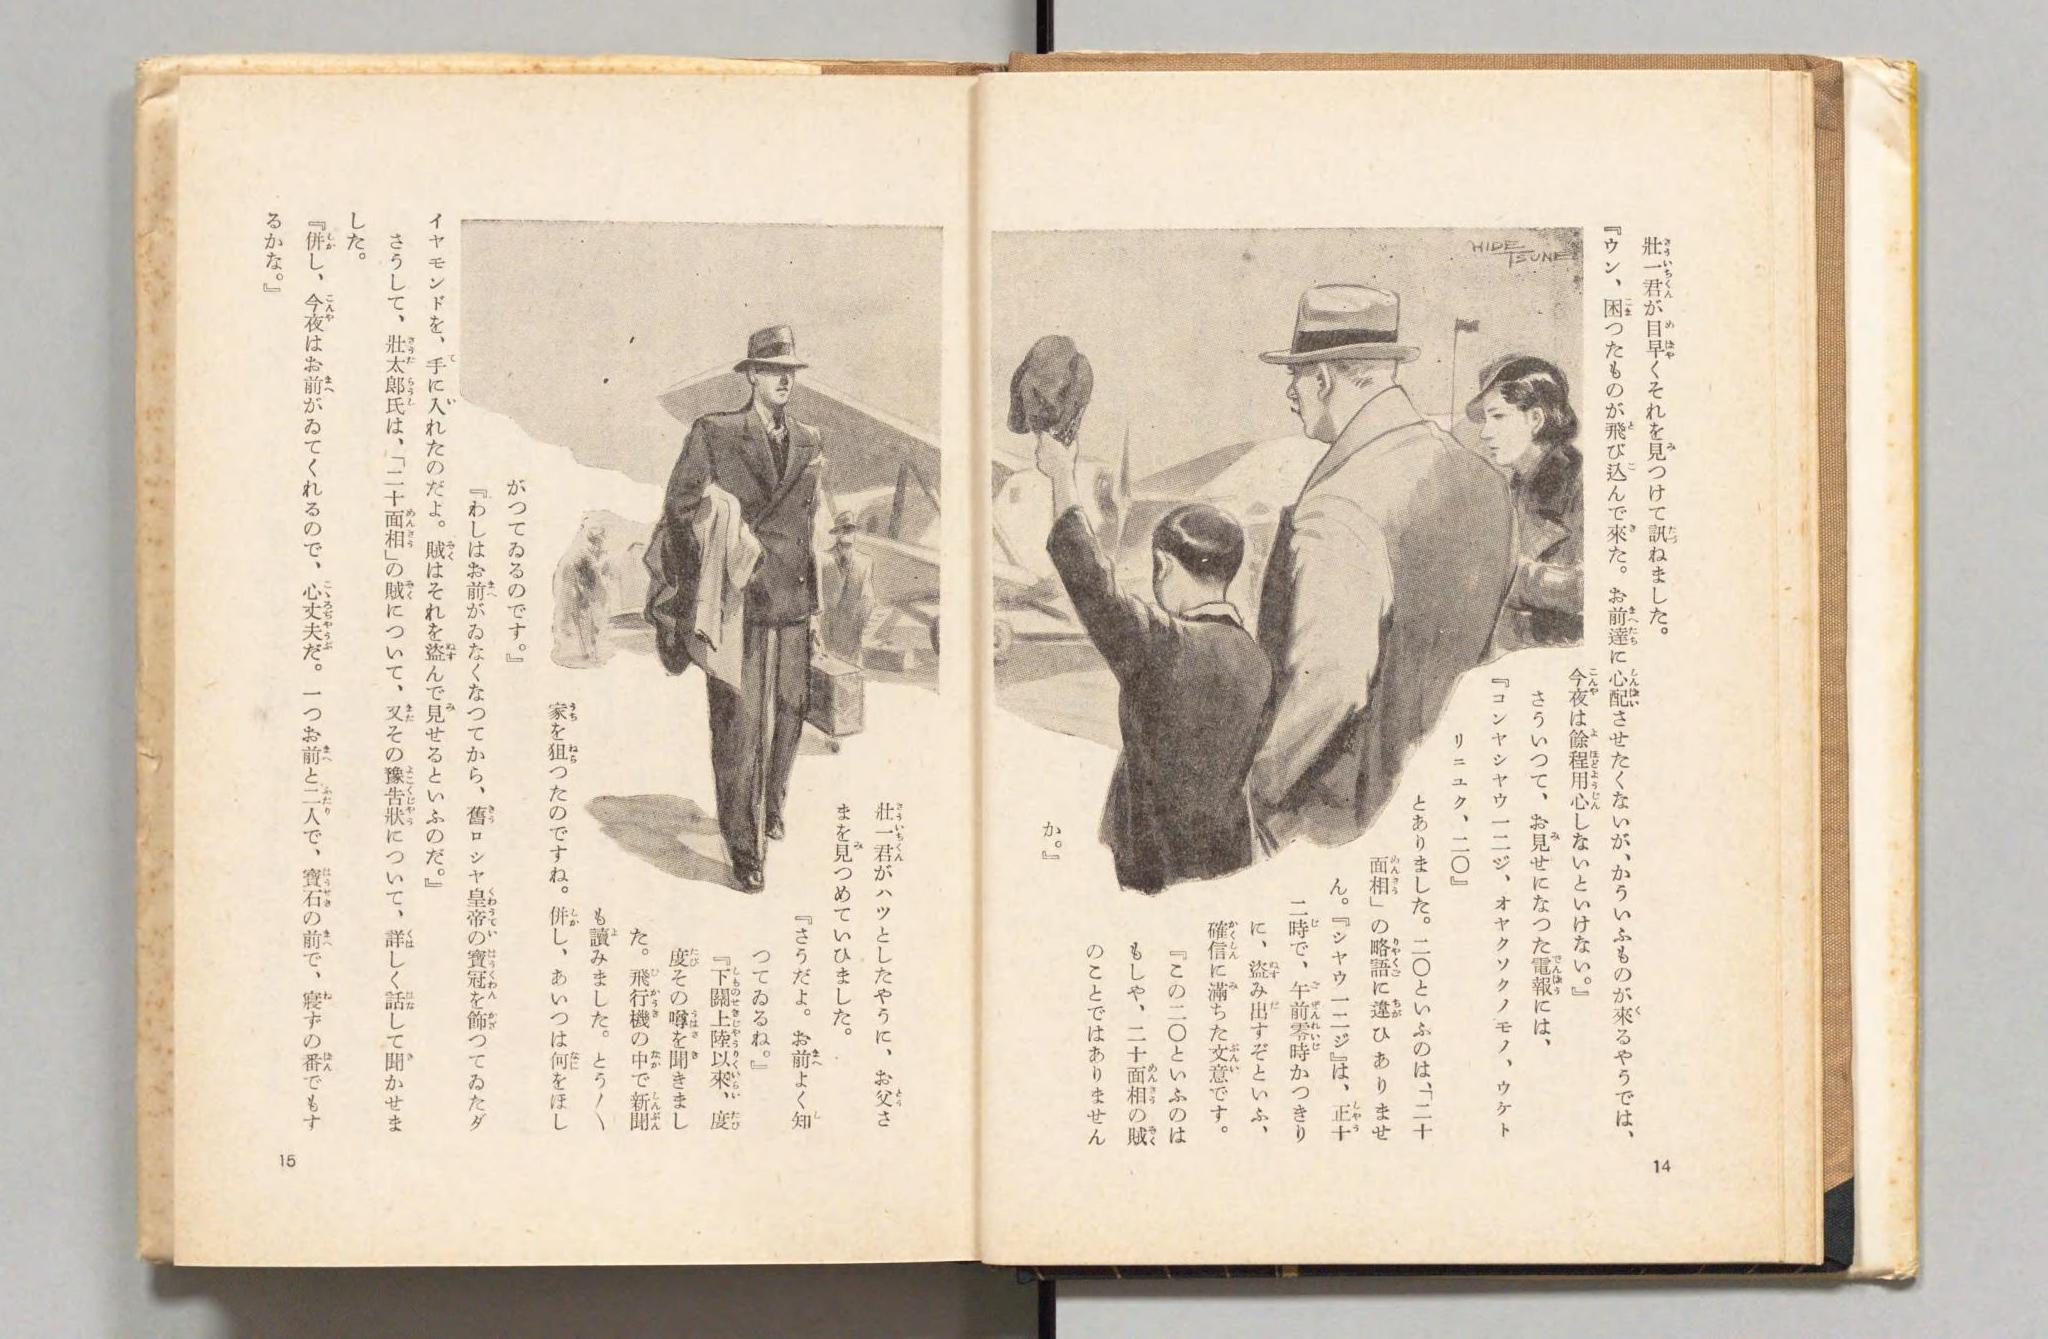 壯一君が目早くそれを見つけて訊ねました。
『ウン、困つたものが飛び込んで來た。お前達に心配させたくないが、かういふものが來るやうでは、
今夜は餘程用心しないといけない。』
さういつて、お見せになつた電報には、
『コンヤシヤウ一二ジ、オヤクソクノモノ、ウケト
リニユク、二〇』
とありました。二〇といふのは、「二十
面相」の略語に違ひありませ
ん。『シヤウ一二ジ』は、正十
二時で、午前零時かつきり
に、盗み出すぞといふ、
確信に滿ちた文意です。
『この二〇といふのは
もしや、二十面相の賊
のことではありません
か。』
HIDE
TSUNE
14
壯一君がハツとしたやうに、お父さ
まを見つめていひました。
『さうだよ。お前よく知
つてゐるね。』
『下關上陸以來、度
度その噂を聞きまし
た。飛行機の中で新聞
も讀みました。とう〳〵
家を狙つたのですね。併し、あいつは何をほし
がつてゐるのです。』
『わしはお前がゐなくなつてから、舊ロシヤ皇帝の寶冠を飾つてゐたダ
イヤモンドを、手に入れたのだよ。賊はそれを盗んで見せるといふのだ。』
さうして、壯太郎氏は、「二十面相」の賊について、又その豫告狀について、詳しく話して聞かせま
した。
『併し、今夜はお前がゐてくれるので、心丈夫だ。一つお前と二人で、寶石の前で、寢ずの番でもす
るかな。』
15